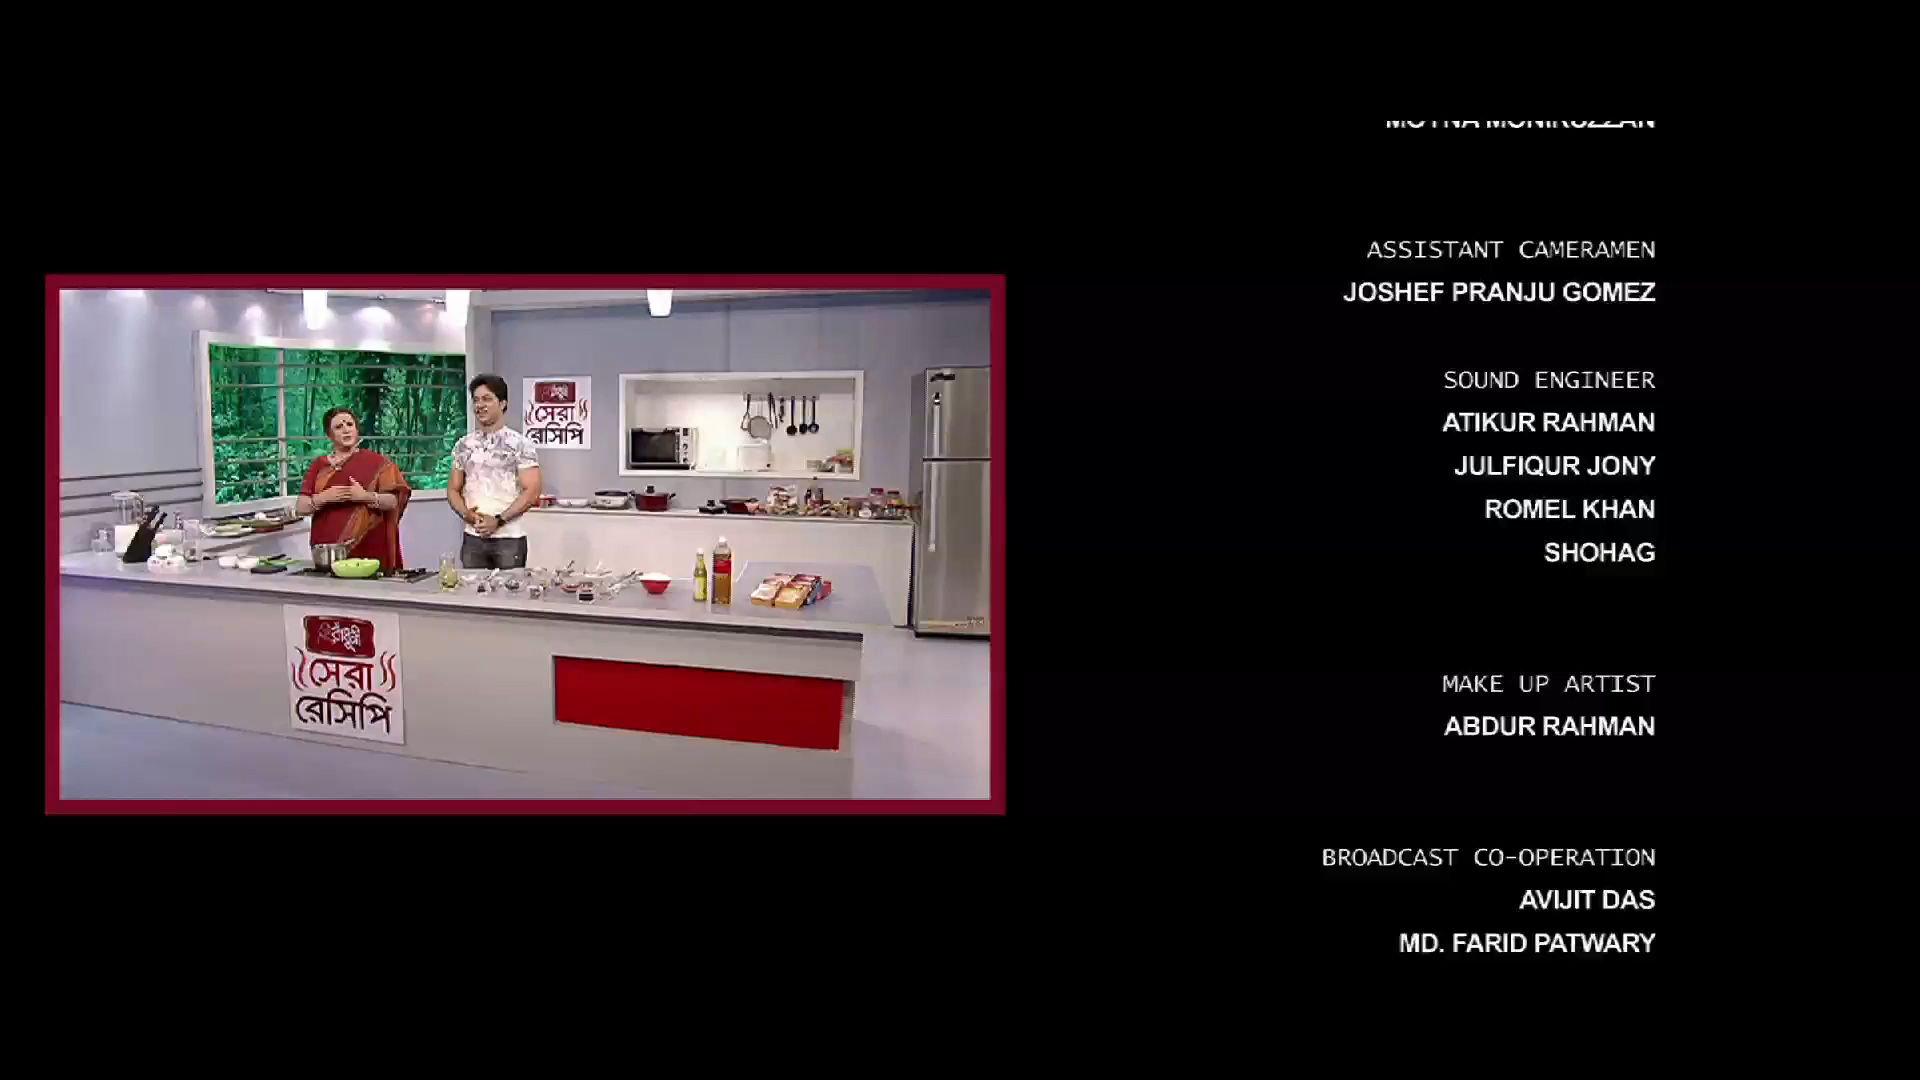 সেরা
রেসিপি
রাঁধুনী
সেরা
রেসিপি
ASSISTANT CAMERAMEN
JOSHEF PRANJU GOMEZ
SOUND ENGINEER
ATIKUR RAHMAN
JULFIQUR JONY
ROMEL KHAN
SHOHAG
MAKE UP ARTIST
ABDUR RAHMAN
BROADCAST CO-OPERATION
AVIJIT DAS
MD. FARID PATWARY